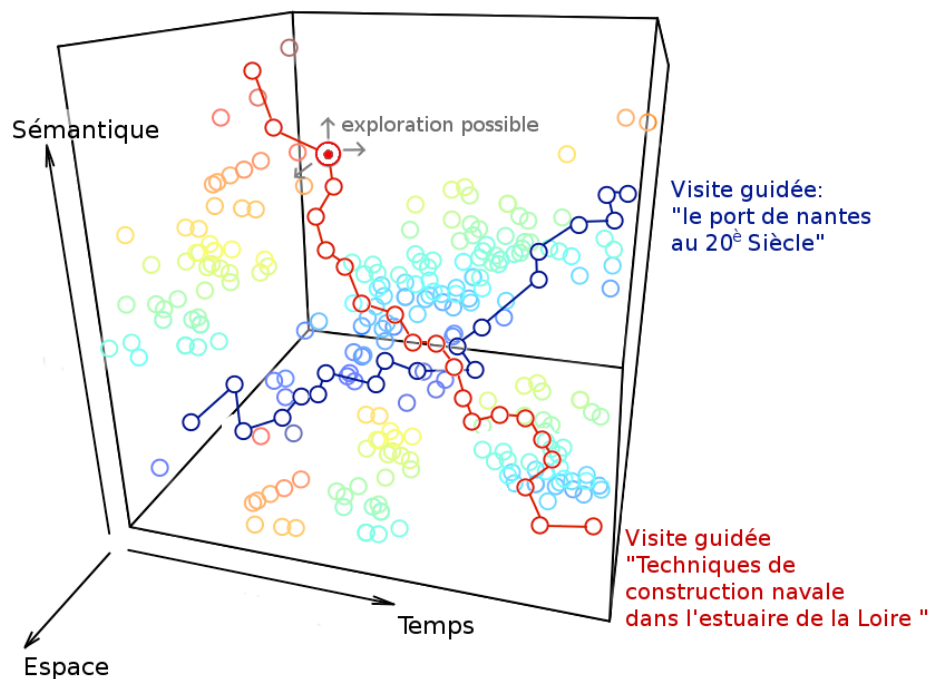 Sémantique
exploration possible
Visite guidée:
"le port de nantes
au 20è Siècle"
Visite guidée
"Techniques de
construction navale
dans l'estuaire de la Loire "
Temps
Espace